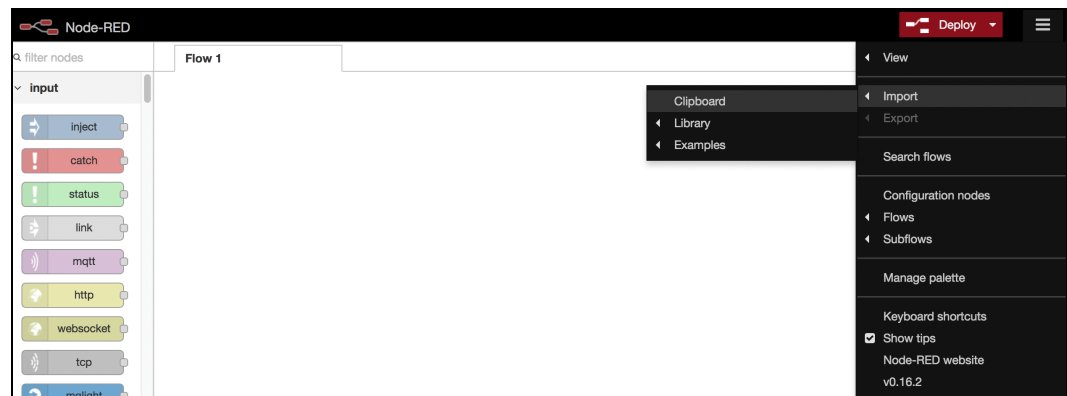 Node-RED
Deploy
filter nodes
Flow 1
input
inject
catch
status
link
mqtt
http
websocket
tcp
mqlight
Clipboard
Library
Examples
View
Import
Export
Search flows
Configuration nodes
Flows
Subflows
Manage palette
Keyboard shortcuts
Show tips
Node-RED website
v0.16.2